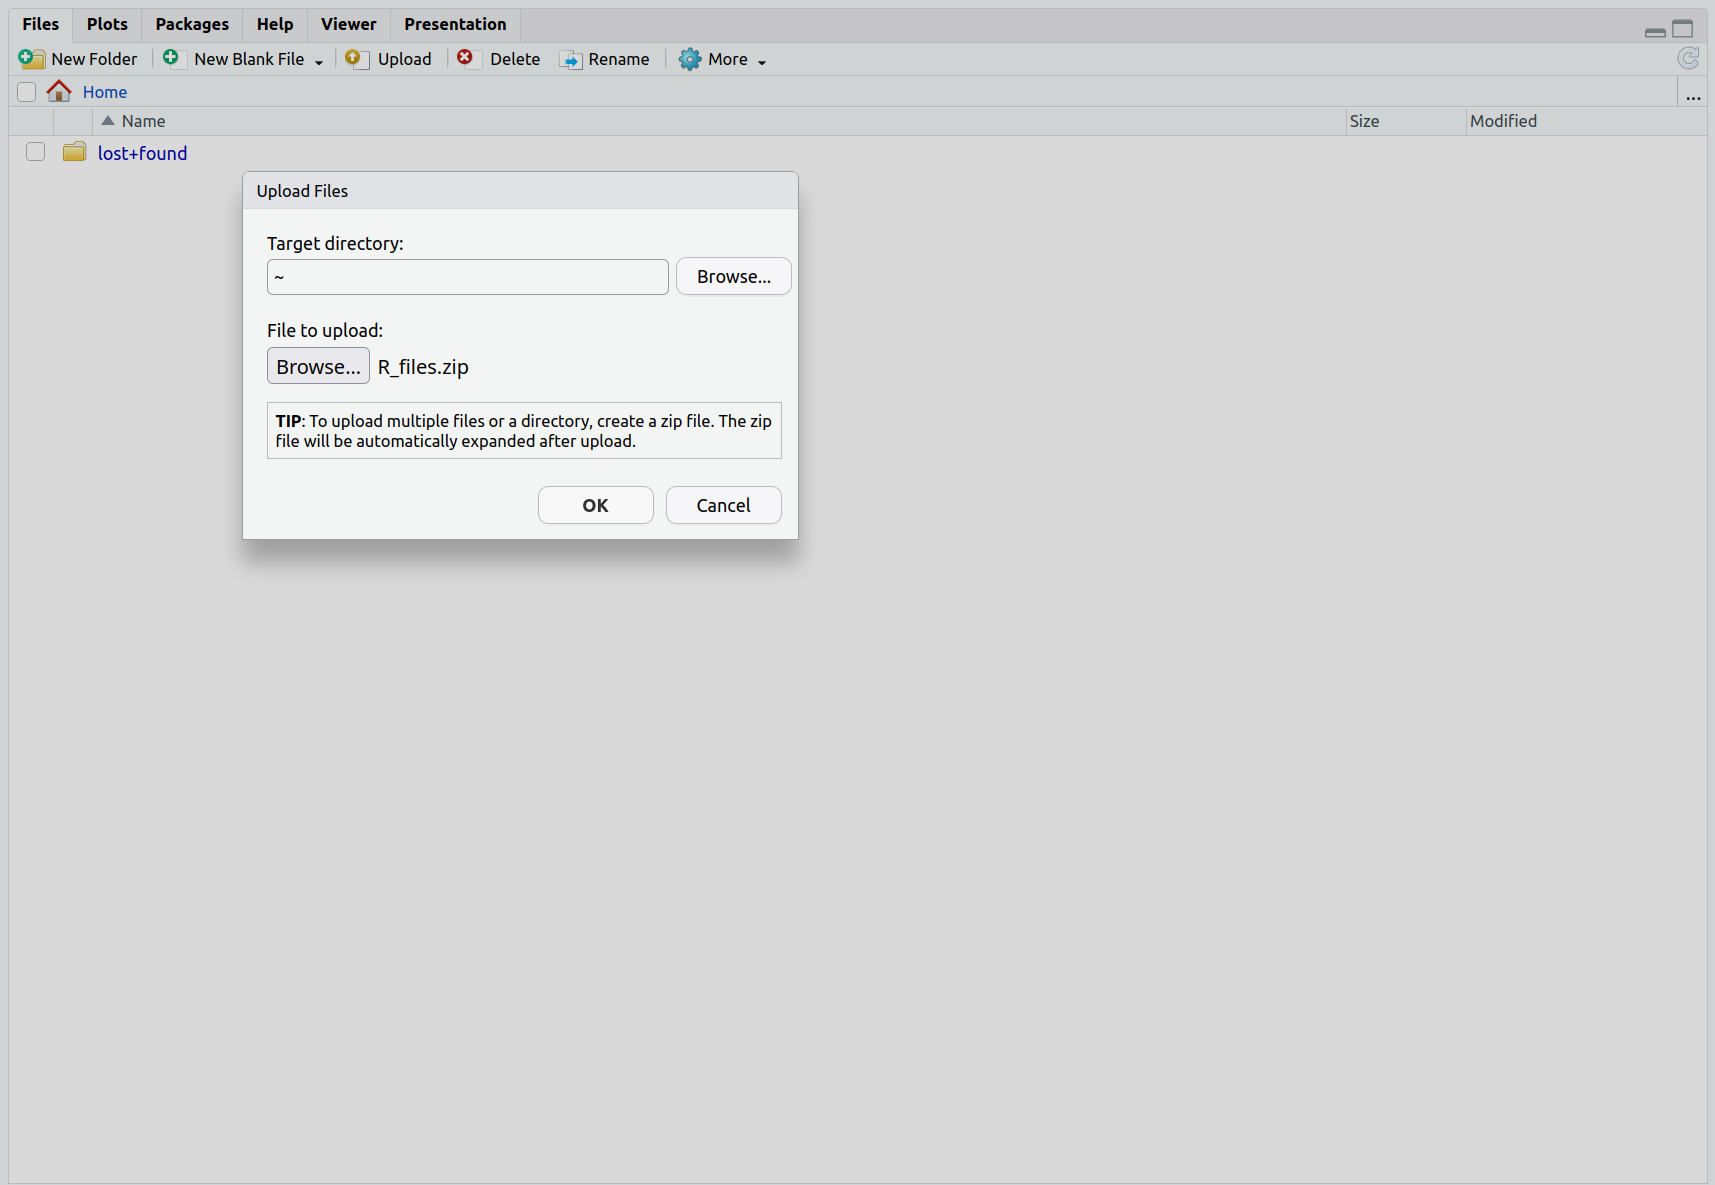 Files Plots Packages Help Viewer Presentation
New Folder New Blank File Upload Delete Rename More
Home ...
Name Size Modified
lost+found
Upload Files
Target directory:
~ Browse...
File to upload:
Browse... R_files.zip
TIP: To upload multiple files or a directory, create a zip file. The zip
file will be automatically expanded after upload.
OK Cancel